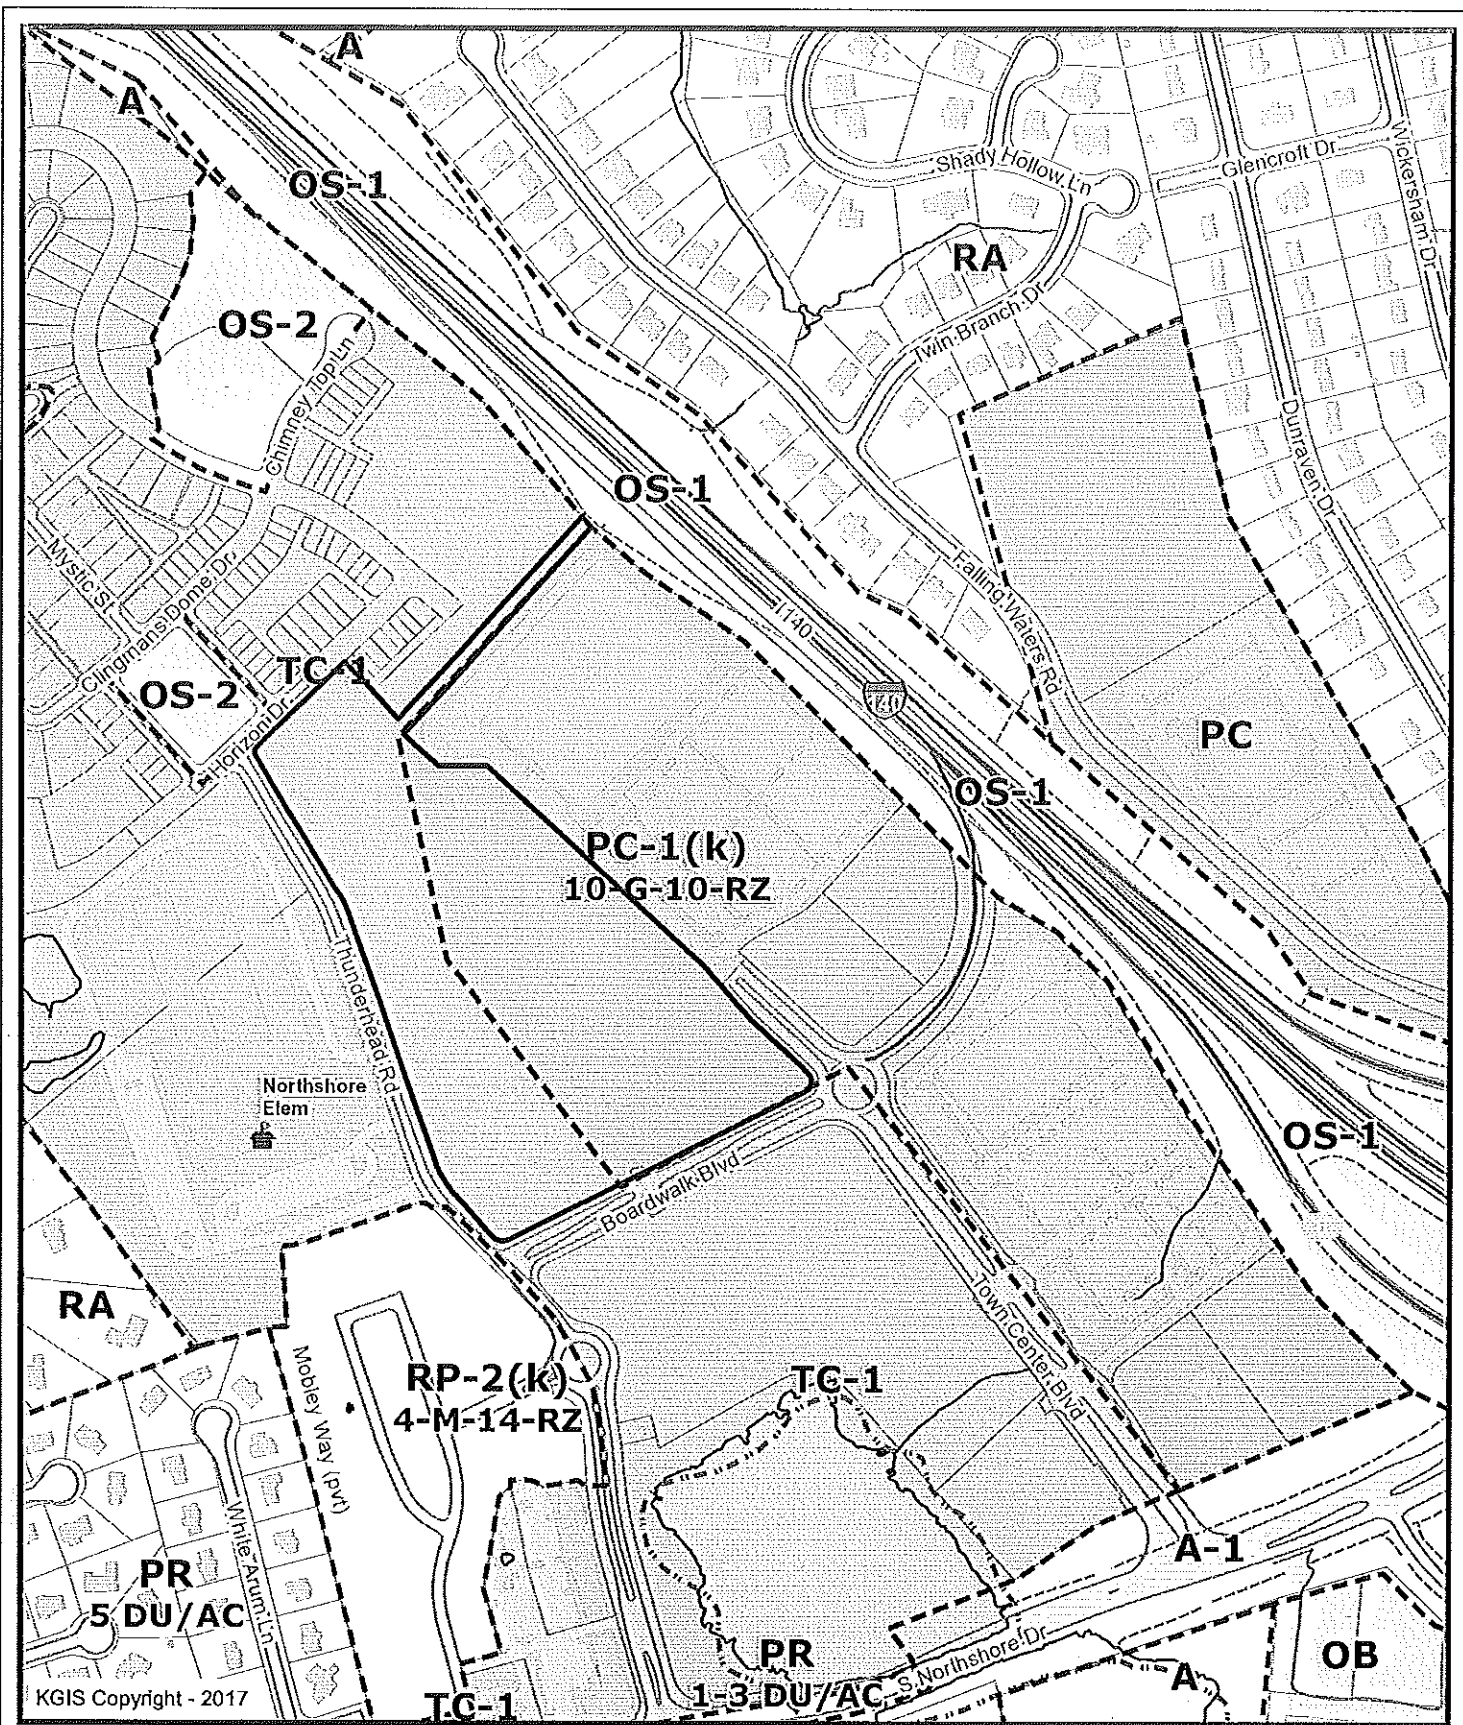 A
A
OS-1
Shady Hollow Ln
Glencroft Dr
Wickersham Dr
RA
OS-2
Twin Branch Dr
Chimney Top Ln
Dunraven Dr
OS-1
Mystic St
Clingmans Dome Dr
Falling Waters Rd
I 140
TC-1
OS-2
140
Horizon Dr
PC
OS-1
PC-1(k)
10-G-10-RZ
Thunderhead Rd
Northshore
Elem
OS-1
Boardwalk Blvd
RA
Town Center Blvd
Mobley Way (pvt)
RP-2(k)
4-M-14-RZ
TC-1
White Arum Ln
A-1
PR
5 DU/AC
S Northshore Dr
PR
1-3 DU/AC
OB
A
KGIS Copyright - 2017
TC-1